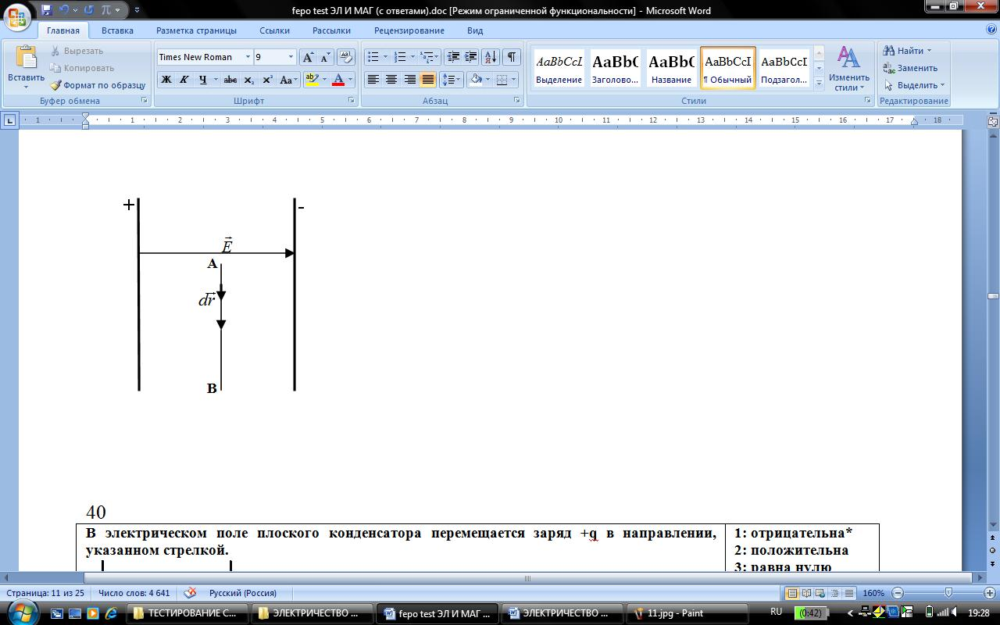 fepo test ЭЛ И МАГ (с ответами).doc [Режим ограниченной функциональности] - Microsoft Word
Главная Вставка Разметка страницы Ссылки Рассылки Рецензирование Вид
Вставить
Вырезать
Копировать
Формат по образцу
Буфер обмена
Times New Roman 9
Ж К Ч abc x₂ x² Aa
Шрифт
Абзац
AaBbCcI AaBbC AaBbC AaBbCcI AaBbCcI
Выделение Заголово... Название ¶ Обычный Подзагол...
Стили
Изменить стили
Найти
Заменить
Выделить
Редактирование
1 1 2 3 4 5 6 7 8 9 10 11 12 13 14 15 16 17 18
+ -
E
A
dr
B
40
В электрическом поле плоского конденсатора перемещается заряд +q в направлении,
указанном стрелкой.
1: отрицательна*
2: положительна
3: равна нулю
Страница: 11 из 25 Число слов: 4 641 Русский (Россия) 160%
ТЕСТИРОВАНИЕ С... ЭЛЕКТРИЧЕСТВО ... fepo test ЭЛ И МАГ ... ЭЛЕКТРИЧЕСТВО ... 11.jpg - Paint RU (0:42) 19:28